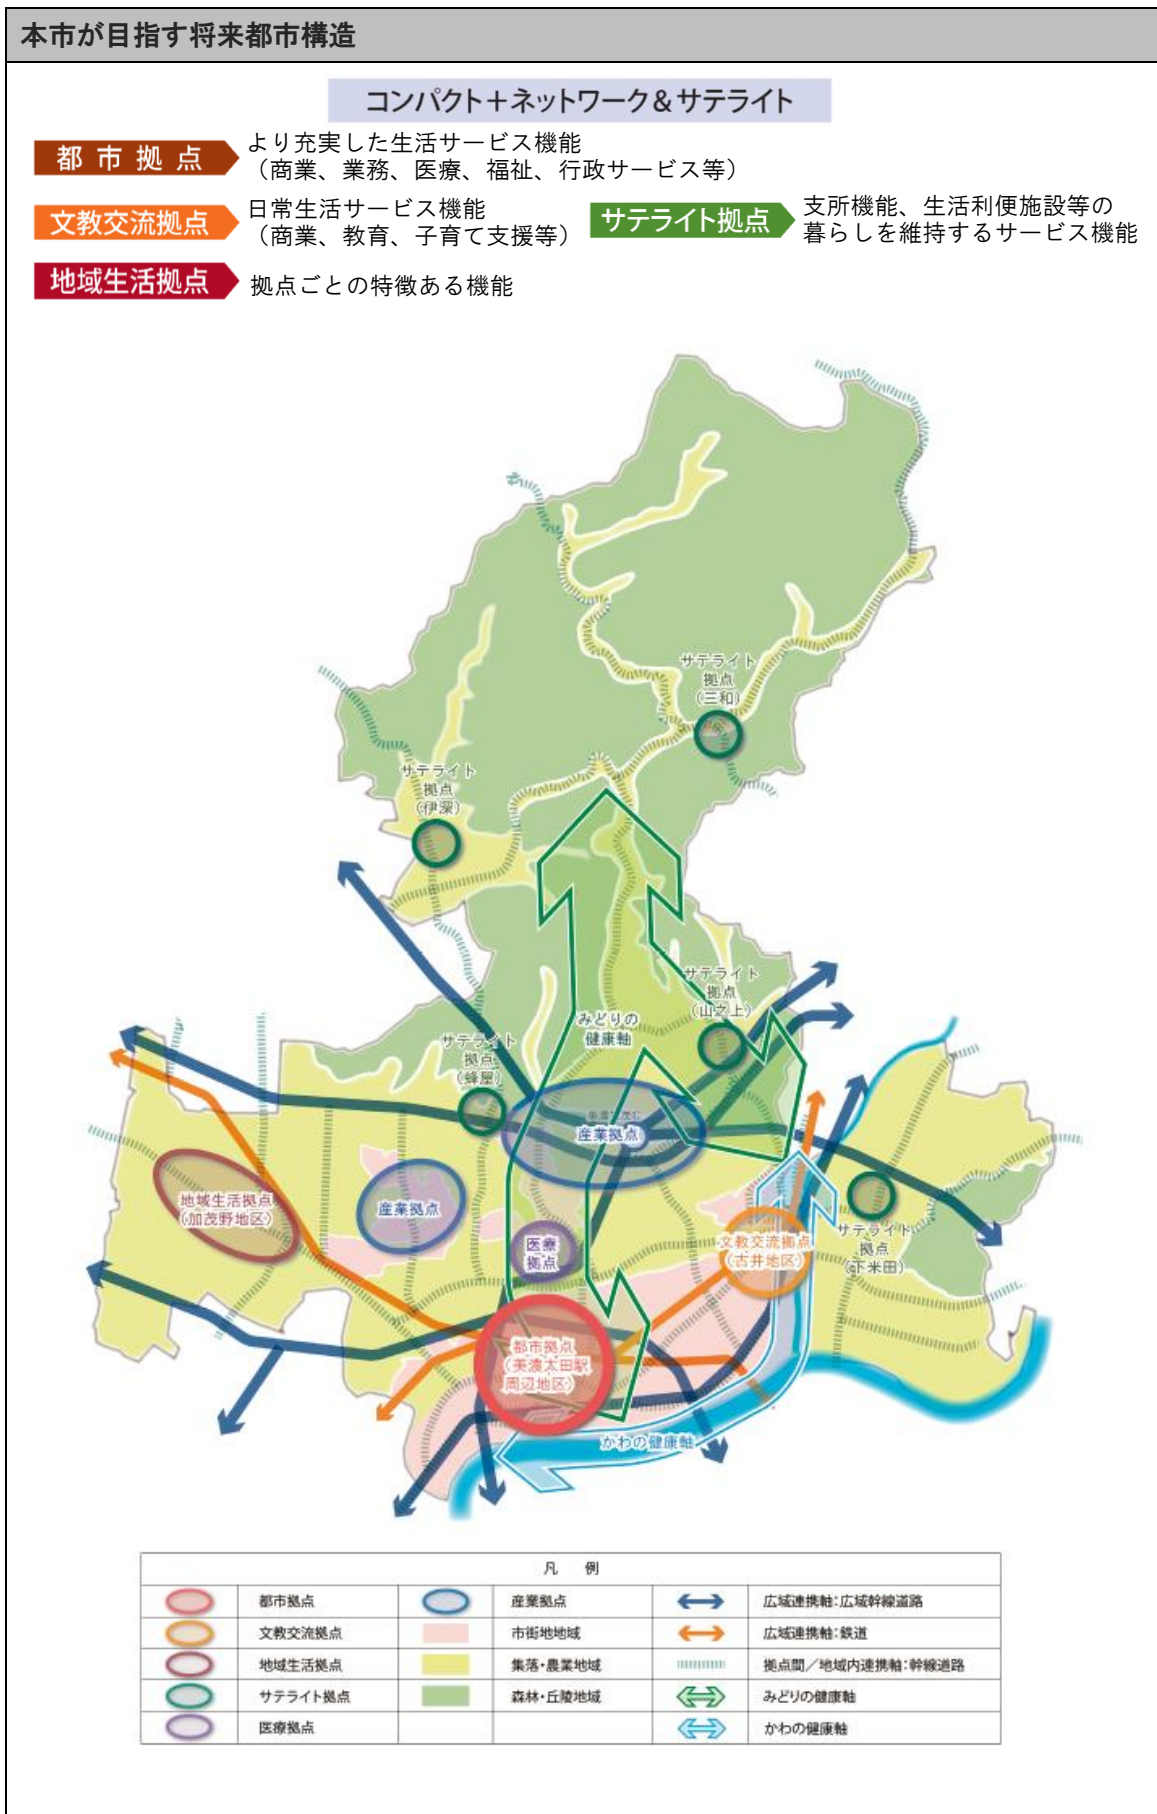 本市が目指す将来都市構造
コンパクト＋ネットワーク＆サテライト
都市拠点
より充実した生活サービス機能
（商業、業務、医療、福祉、行政サービス等）
文教交流拠点
日常生活サービス機能
（商業、教育、子育て支援等）
サテライト拠点
支所機能、生活利便施設等の
暮らしを維持するサービス機能
地域生活拠点
拠点ごとの特徴ある機能
サテライト
拠点
（三和）
サテライト
拠点
（伊深）
サテライト
拠点
（山之上）
みどりの
健康軸
サテライト
拠点
（蜂屋）
産業拠点
地域生活拠点
（加茂野地区）
産業拠点
医療
拠点
文教交流拠点
（古井地区）
サテライト
拠点
（下米田）
都市拠点
（美濃太田駅
周辺地区）
かわの健康軸
凡 例
都市拠点
産業拠点
広域連携軸：広域幹線道路
文教交流拠点
市街地地域
広域連携軸：鉄道
地域生活拠点
集落・農業地域
拠点間／地域内連携軸：幹線道路
サテライト拠点
森林・丘陵地域
みどりの健康軸
医療拠点
かわの健康軸